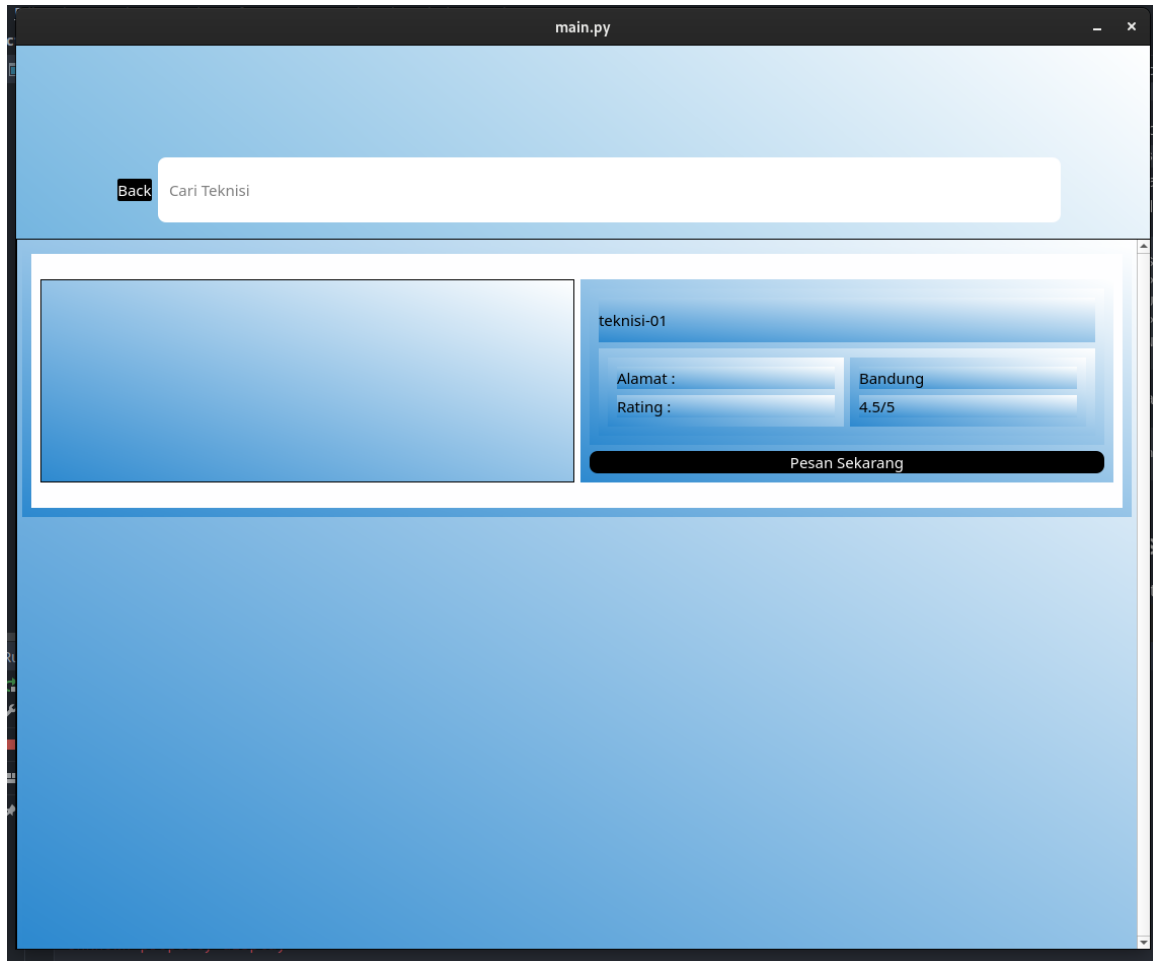 main.py
Back
Cari Teknisi
teknisi-01
Alamat :
Bandung
Rating :
4.5/5
Pesan Sekarang